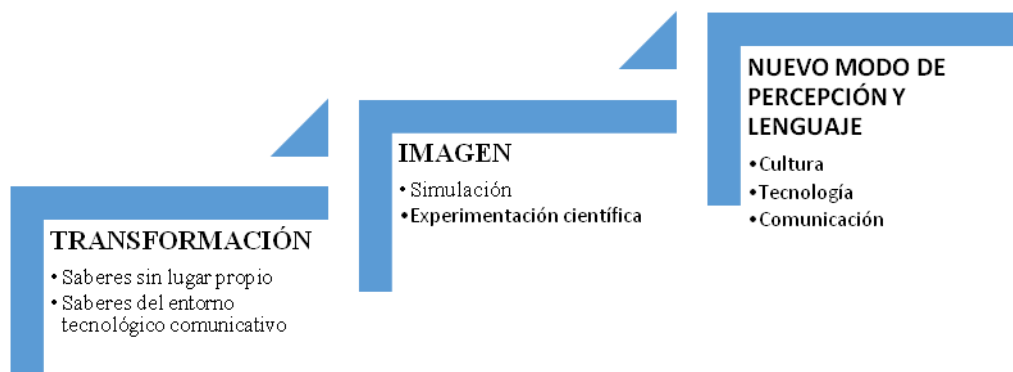 TRANSFORMACIÓN
• Saberes sin lugar propio
• Saberes del entorno
tecnológico comunicativo
IMAGEN
• Simulación
•Experimentación científica
NUEVO MODO DE
PERCEPCIÓN Y
LENGUAJE
•Cultura
•Tecnología
•Comunicación